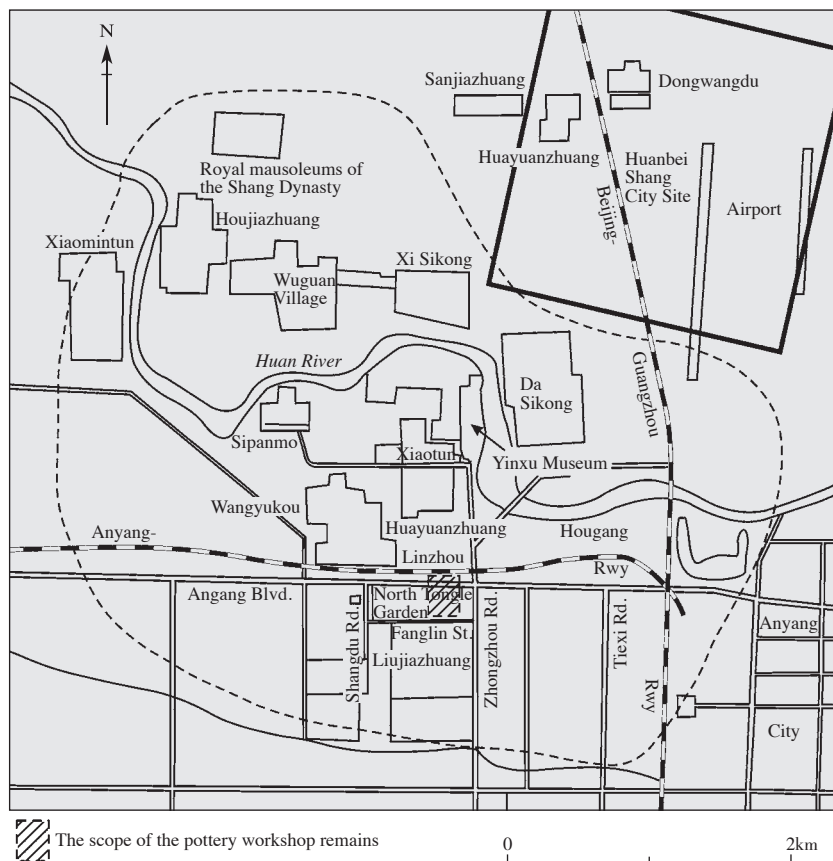 N
Sanjiazhuang
Dongwangdu
Huayuanzhuang
Huanbei
Shang
City Site
Airport
Beijing-
Royal mausoleums of
the Shang Dynasty
Houjiazhuang
Xiaomintun
Wuguan
Village
Xi Sikong
Huan River
Guangzhou
Da
Sikong
Sipanmo
Xiaotun
Yinxu Museum
Wangyukou
Huayuanzhuang
Hougang
Anyang-
Linzhou
Rwy
Angang Blvd.
North Tongle
Garden
Fanglin St.
Liujiazhuang
Shangdu Rd.
Zhongzhou Rd.
Tiexi Rd.
Rwy
Anyang
City
The scope of the pottery workshop remains
0
2km